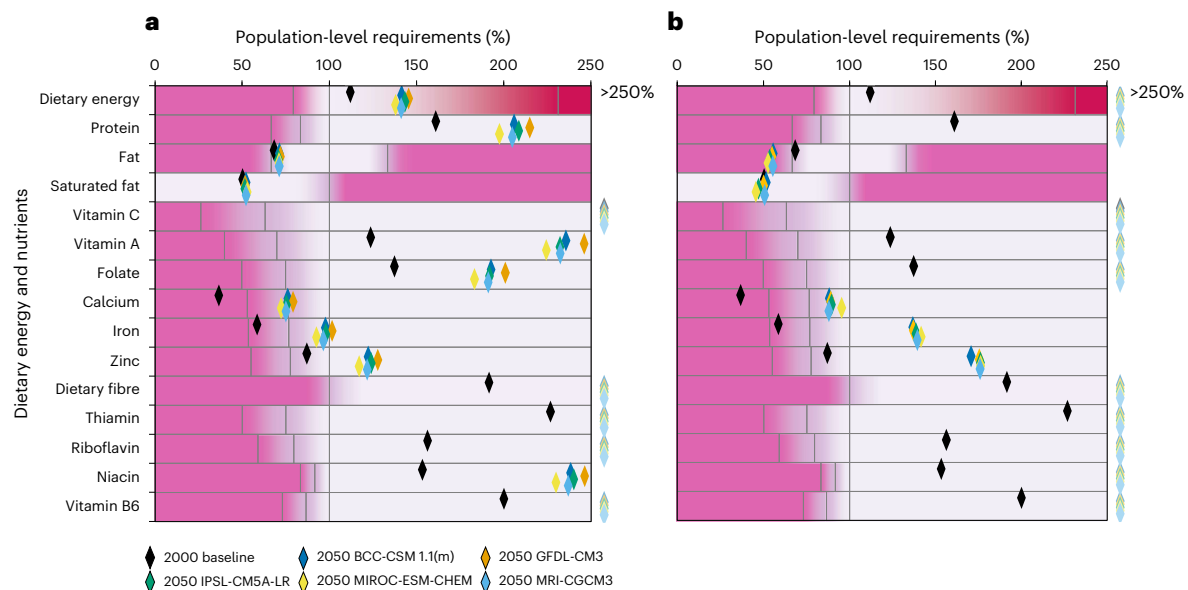 a
b
Population-level requirements (%)
Population-level requirements (%)
0 50 100 150 200 250
0 50 100 150 200 250
Dietary energy >250% >250%
Protein
Fat
Saturated fat
Vitamin C
Vitamin A
Folate
Calcium
Iron
Zinc
Dietary fibre
Thiamin
Riboflavin
Niacin
Vitamin B6
Dietary energy and nutrients
2000 baseline 2050 BCC-CSM 1.1(m) 2050 GFDL-CM3
2050 IPSL-CM5A-LR 2050 MIROC-ESM-CHEM 2050 MRI-CGCM3